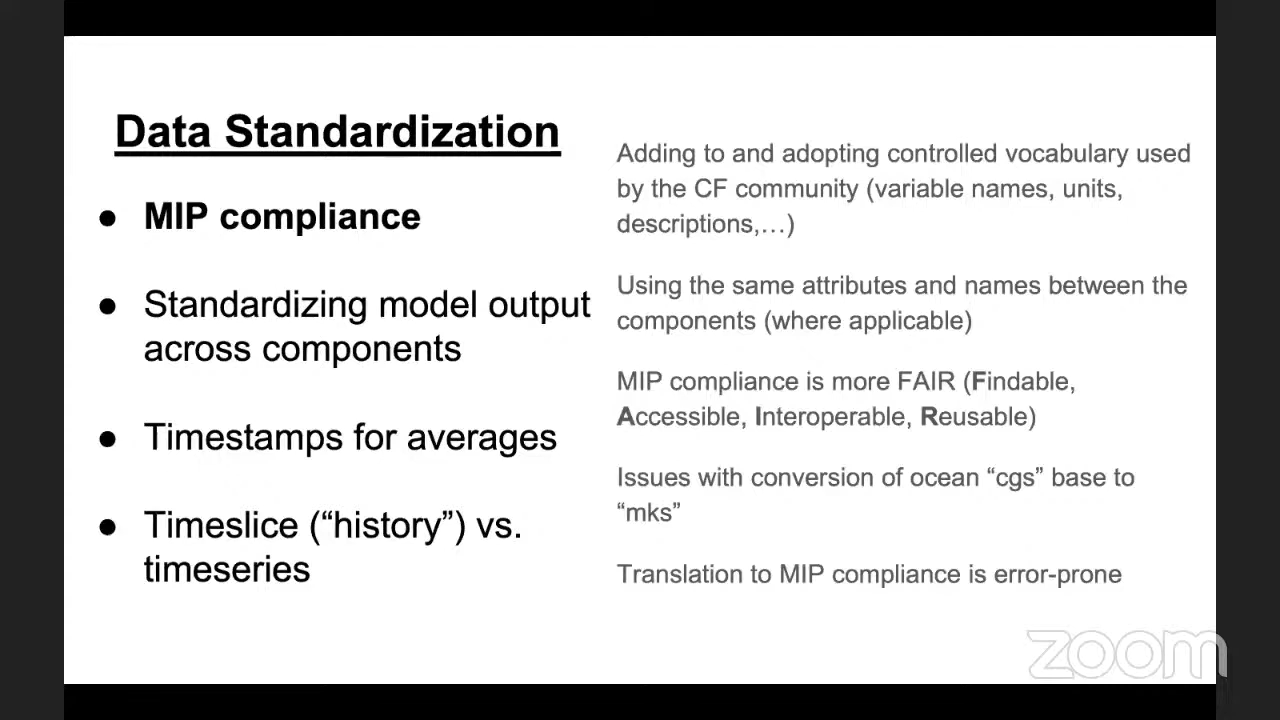 Data Standardization
● MIP compliance
● Standardizing model output
across components
● Timestamps for averages
● Timeslice (“history”) vs.
timeseries
Adding to and adopting controlled vocabulary used
by the CF community (variable names, units,
descriptions,…)
Using the same attributes and names between the
components (where applicable)
MIP compliance is more FAIR (Findable,
Accessible, Interoperable, Reusable)
Issues with conversion of ocean “cgs” base to
“mks”
Translation to MIP compliance is error-prone
zoom